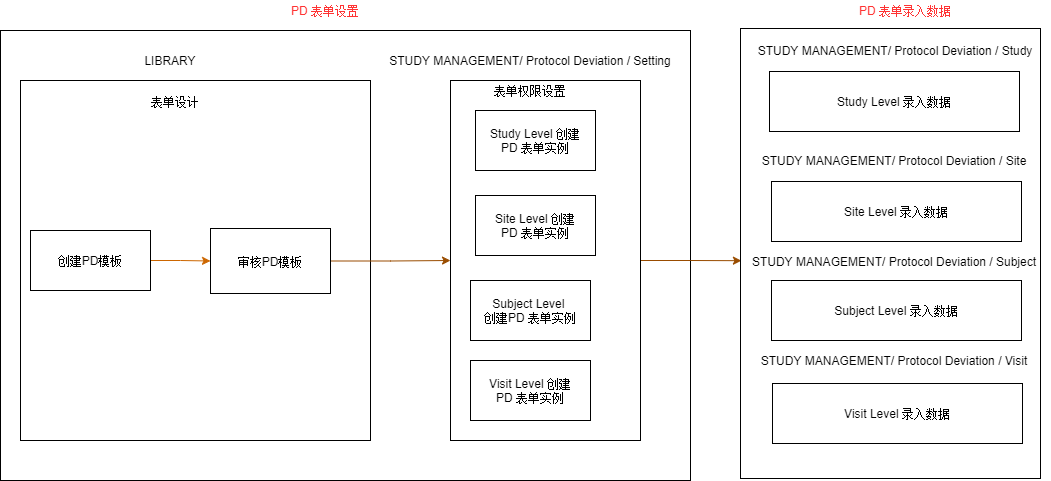 PD 表单设置
LIBRARY
表单设计
创建PD模板
审核PD模板
STUDY MANAGEMENT/ Protocol Deviation / Setting
表单权限设置
Study Level 创建
PD 表单实例
Site Level 创建
PD 表单实例
Subject Level
创建PD 表单实例
Visit Level 创建
PD 表单实例
PD 表单录入数据
STUDY MANAGEMENT/ Protocol Deviation / Study
Study Level 录入数据
STUDY MANAGEMENT/ Protocol Deviation / Site
Site Level 录入数据
STUDY MANAGEMENT/ Protocol Deviation / Subject
Subject Level 录入数据
STUDY MANAGEMENT/ Protocol Deviation / Visit
Visit Level 录入数据